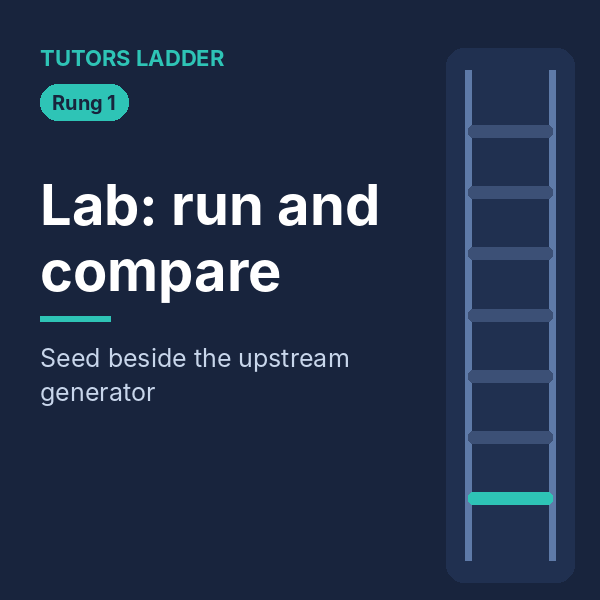 TUTORS LADDER
Rung 1
Lab: run and
compare
Seed beside the upstream
generator